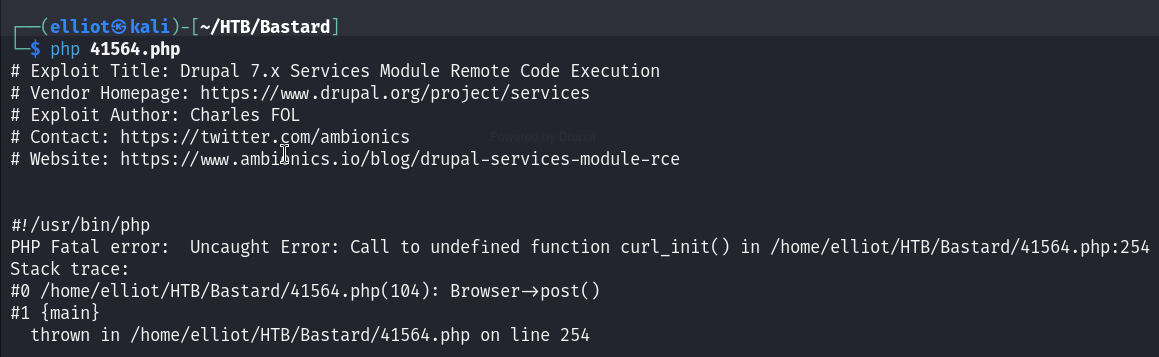 ┌──(elliot㉿kali)-[~/HTB/Bastard]
└─$ php 41564.php
# Exploit Title: Drupal 7.x Services Module Remote Code Execution
# Vendor Homepage: https://www.drupal.org/project/services
# Exploit Author: Charles FOL
# Contact: https://twitter.com/ambionics
Powered by Drupal
# Website: https://www.ambionics.io/blog/drupal-services-module-rce
#!/usr/bin/php
PHP Fatal error:  Uncaught Error: Call to undefined function curl_init() in /home/elliot/HTB/Bastard/41564.php:254
Stack trace:
#0 /home/elliot/HTB/Bastard/41564.php(104): Browser->post()
#1 {main}
  thrown in /home/elliot/HTB/Bastard/41564.php on line 254